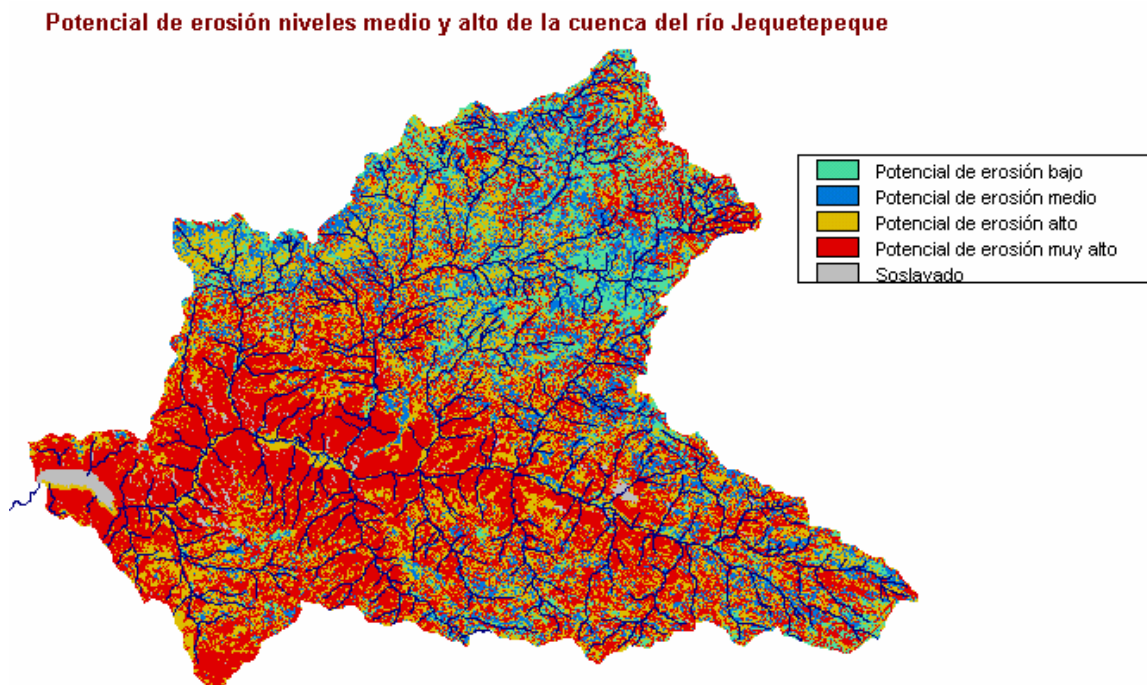 Potencial de erosión niveles medio y alto de la cuenca del río Jequetepeque
Potencial de erosión bajo
Potencial de erosión medio
Potencial de erosión alto
Potencial de erosión muy alto
Soslayado